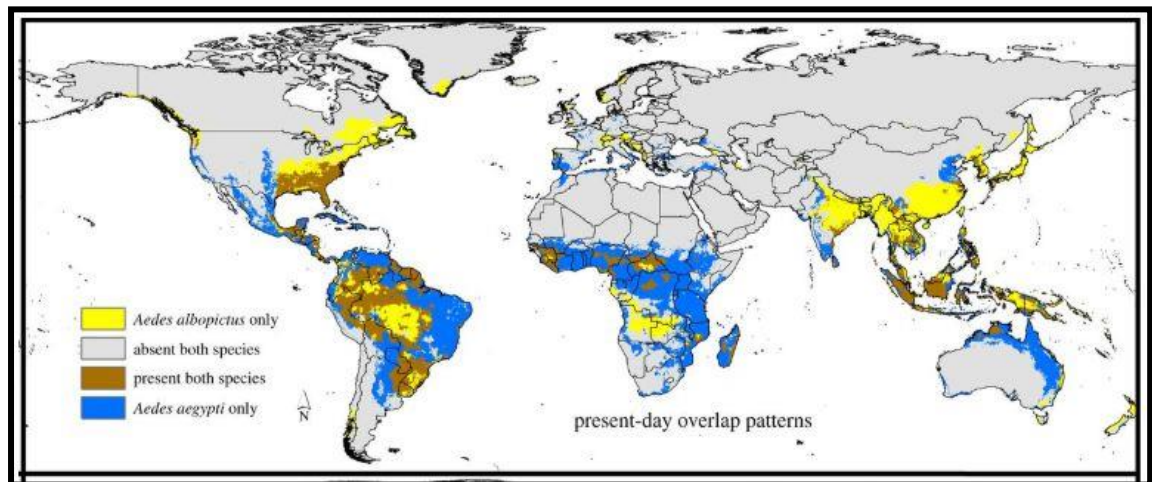 Aedes albopictus only
absent both species
present both species
Aedes aegypti only
N
present-day overlap patterns